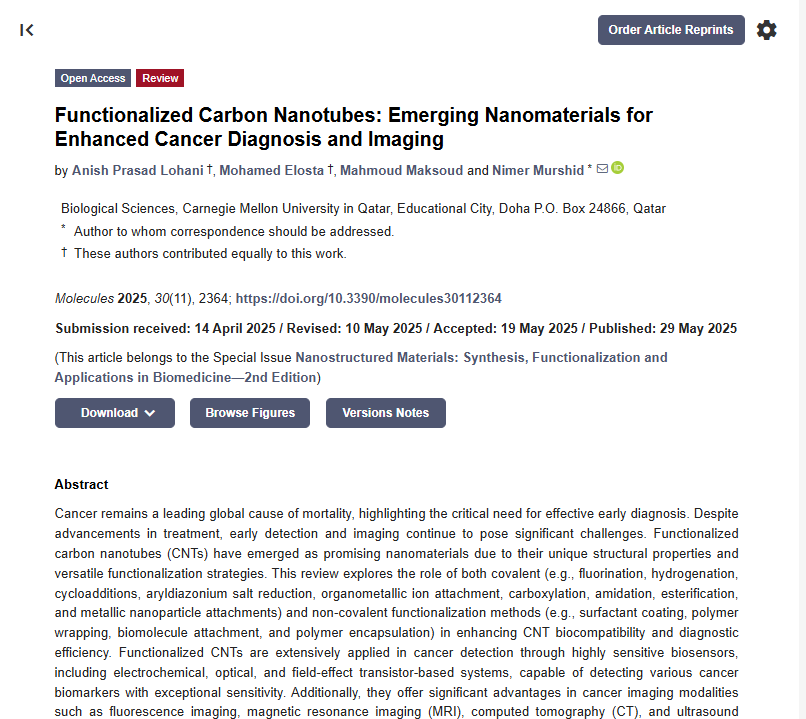 Order Article Reprints
Open Access Review
Functionalized Carbon Nanotubes: Emerging Nanomaterials for
Enhanced Cancer Diagnosis and Imaging
by Anish Prasad Lohani †, Mohamed Elosta †, Mahmoud Maksoud and Nimer Murshid * iD
Biological Sciences, Carnegie Mellon University in Qatar, Educational City, Doha P.O. Box 24866, Qatar
* Author to whom correspondence should be addressed.
† These authors contributed equally to this work.
Molecules 2025, 30(11), 2364; https://doi.org/10.3390/molecules30112364
Submission received: 14 April 2025 / Revised: 10 May 2025 / Accepted: 19 May 2025 / Published: 29 May 2025
(This article belongs to the Special Issue Nanostructured Materials: Synthesis, Functionalization and
Applications in Biomedicine—2nd Edition)
Download Browse Figures Versions Notes
Abstract
Cancer remains a leading global cause of mortality, highlighting the critical need for effective early diagnosis. Despite
advancements in treatment, early detection and imaging continue to pose significant challenges. Functionalized
carbon nanotubes (CNTs) have emerged as promising nanomaterials due to their unique structural properties and
versatile functionalization strategies. This review explores the role of both covalent (e.g., fluorination, hydrogenation,
cycloadditions, aryldiazonium salt reduction, organometallic ion attachment, carboxylation, amidation, esterification,
and metallic nanoparticle attachments) and non-covalent functionalization methods (e.g., surfactant coating, polymer
wrapping, biomolecule attachment, and polymer encapsulation) in enhancing CNT biocompatibility and diagnostic
efficiency. Functionalized CNTs are extensively applied in cancer detection through highly sensitive biosensors,
including electrochemical, optical, and field-effect transistor-based systems, capable of detecting various cancer
biomarkers with exceptional sensitivity. Additionally, they offer significant advantages in cancer imaging modalities
such as fluorescence imaging, magnetic resonance imaging (MRI), computed tomography (CT), and ultrasound